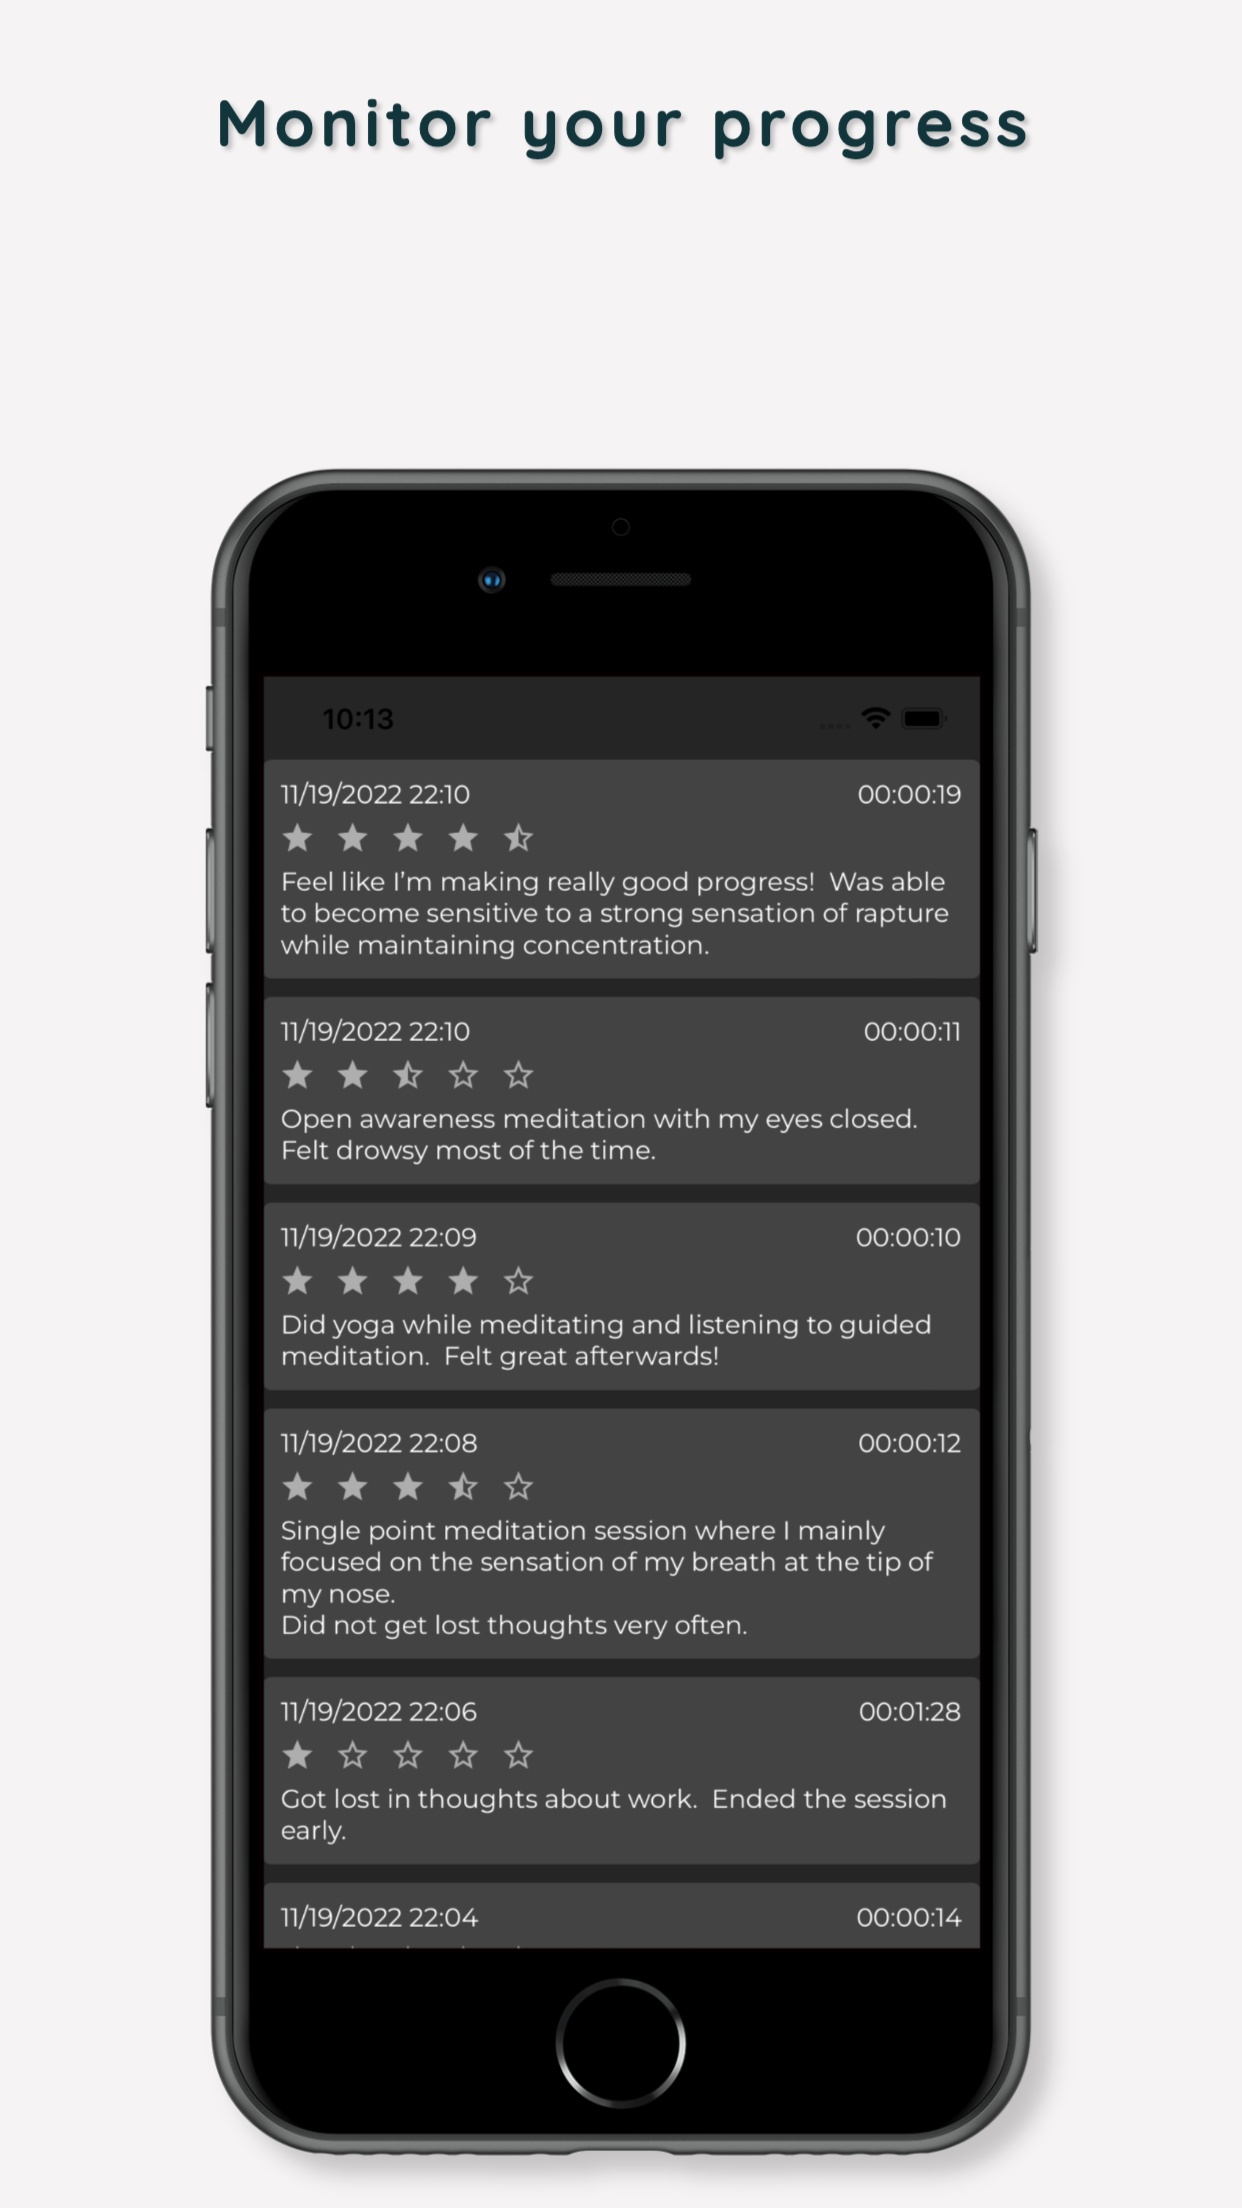 Monitor your progress
10:13
11/19/2022 22:10 00:00:19
Feel like I'm making really good progress!  Was able
to become sensitive to a strong sensation of rapture
while maintaining concentration.
11/19/2022 22:10 00:00:11
Open awareness meditation with my eyes closed.
Felt drowsy most of the time.
11/19/2022 22:09 00:00:10
Did yoga while meditating and listening to guided
meditation.  Felt great afterwards!
11/19/2022 22:08 00:00:12
Single point meditation session where I mainly
focused on the sensation of my breath at the tip of
my nose.
Did not get lost thoughts very often.
11/19/2022 22:06 00:01:28
Got lost in thoughts about work.  Ended the session
early.
11/19/2022 22:04 00:00:14